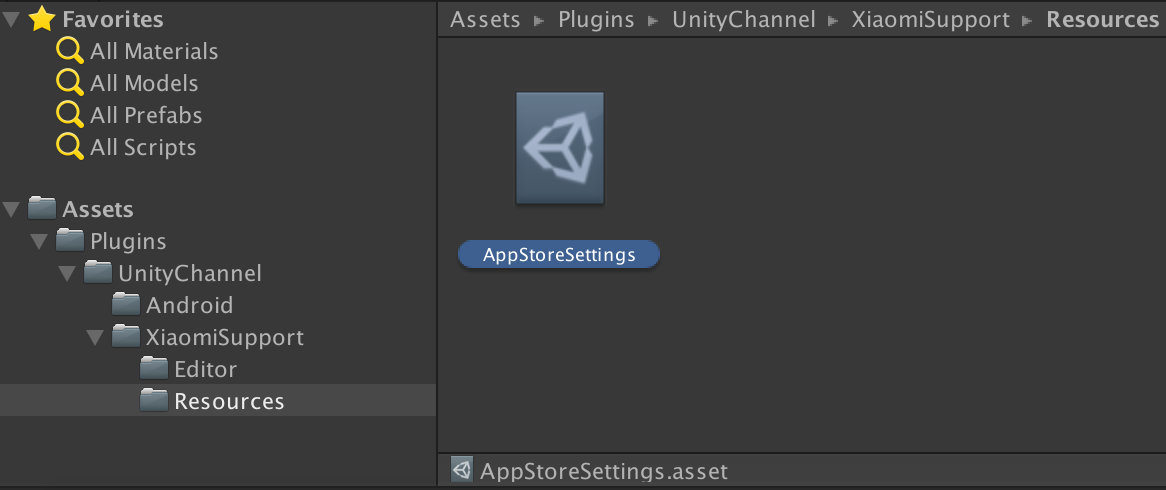 Favorites
All Materials
All Models
All Prefabs
All Scripts
Assets
Plugins
UnityChannel
Android
XiaomiSupport
Editor
Resources
Assets ► Plugins ► UnityChannel ► XiaomiSupport ► Resources
AppStoreSettings
AppStoreSettings.asset